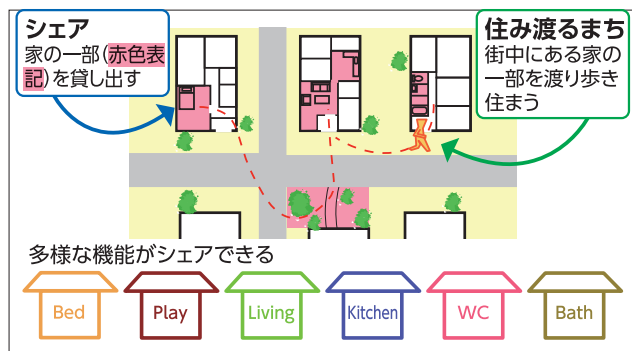 シェア
家の一部(赤色表
記)を貸し出す
住み渡るまち
街中にある家の
一部を渡り歩き
住まう
多様な機能がシェアできる
Bed
Play
Living
Kitchen
WC
Bath